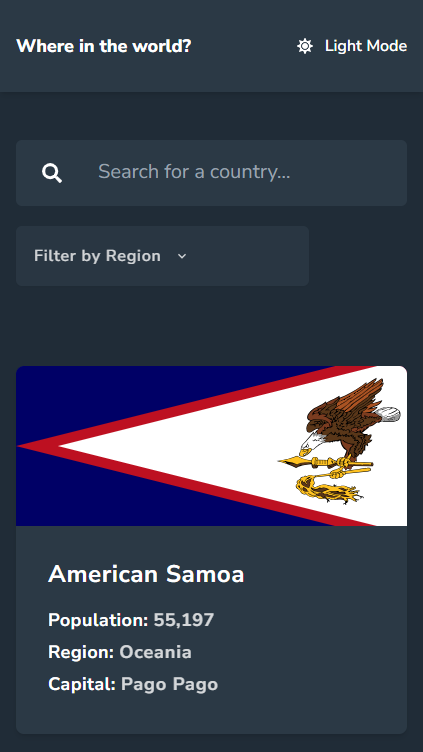 Where in the world?
Light Mode
Search for a country...
Filter by Region
American Samoa
Population: 55,197
Region: Oceania
Capital: Pago Pago